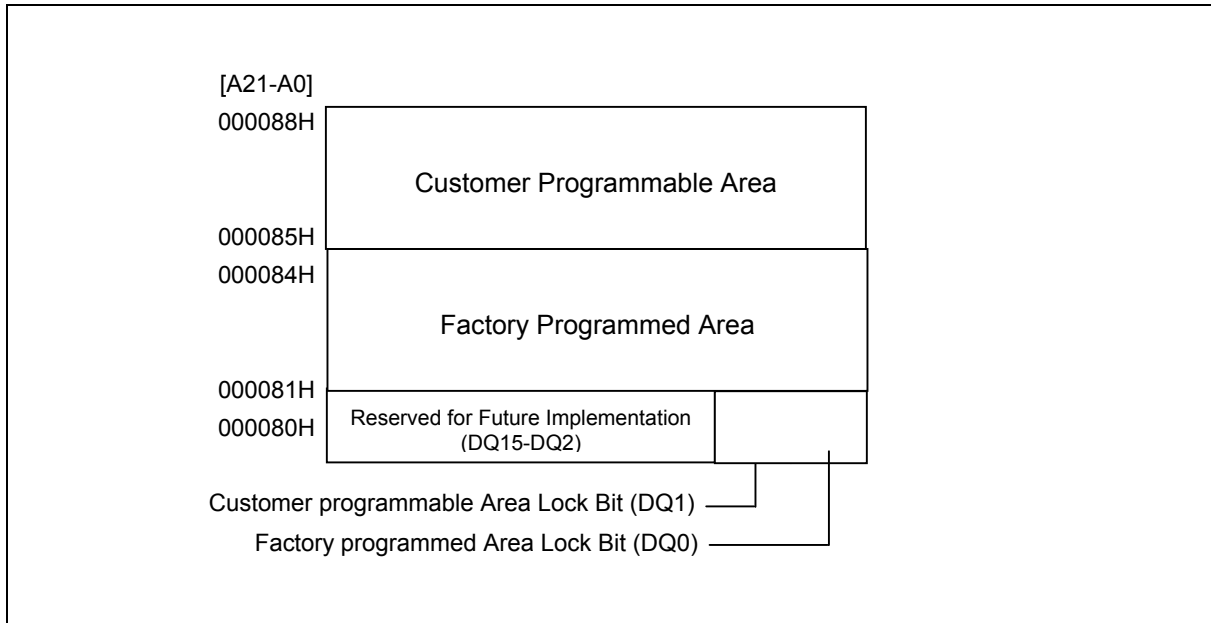 [A21-A0]
000088H
Customer Programmable Area
000085H
000084H
Factory Programmed Area
000081H
Reserved for Future Implementation
(DQ15-DQ2)
000080H
Customer programmable Area Lock Bit (DQ1)
Factory programmed Area Lock Bit (DQ0)